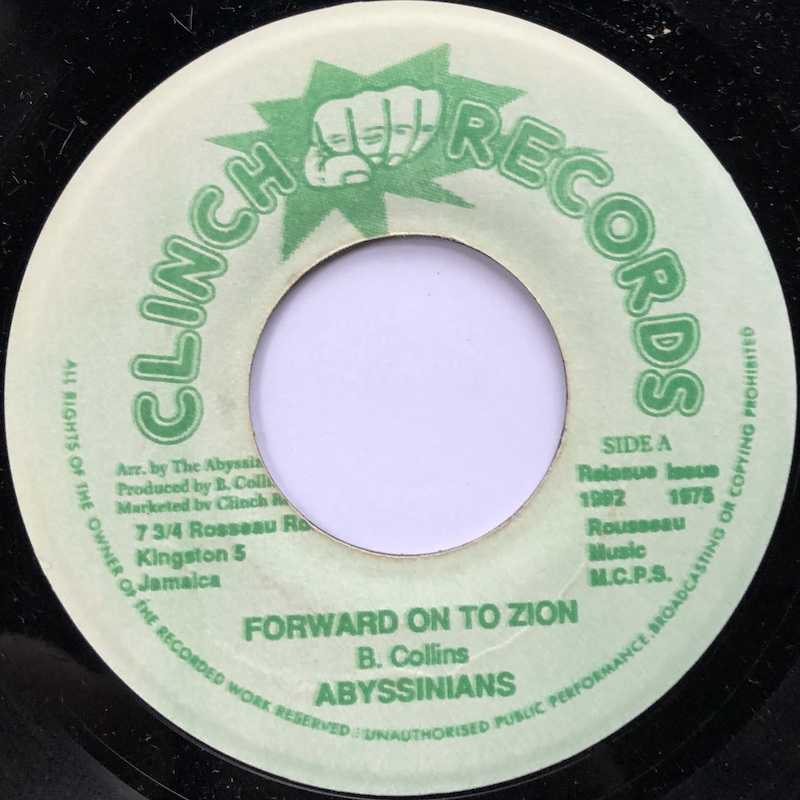 CLINCH RECORDS
Arr. by The Abyssi
Produced by B. Colli
Marketed by Clinch R
7 3/4 Rosseau Rd
Kingston 5
Jamaica
SIDE A
Reissue Issue
1992 1975
Rousseau
Music
M.C.P.S.
FORWARD ON TO ZION
B. Collins
ABYSSINIANS
ALL RIGHTS OF THE OWNER OF THE RECORDED WORK RESERVED. UNAUTHORISED PUBLIC PERFORMANCE. BROADCASTING OR COPYING PROHIBITED